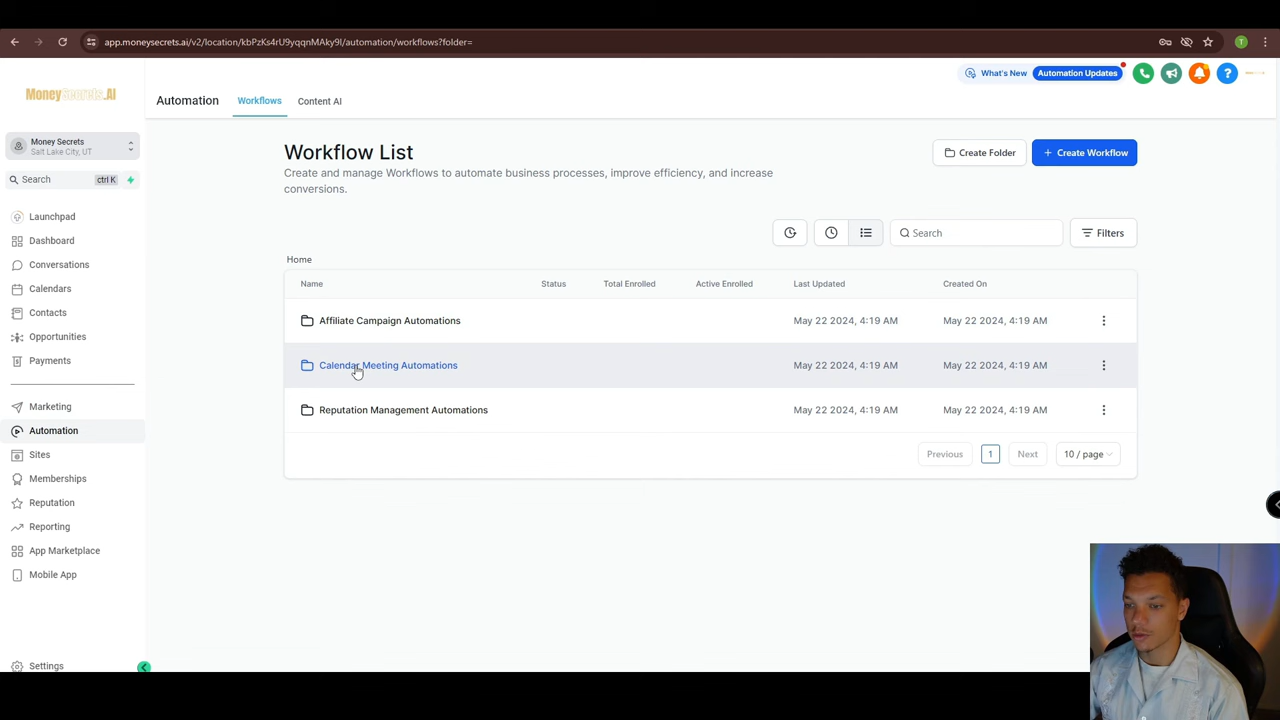 app.moneysecrets.ai/v2/location/kbPzKs4rU9yqqnMAky9I/automation/workflows?folder=
T
What's New
Automation Updates
MoneySecrets.AI
Automation
Workflows
Content AI
Money Secrets
Salt Lake City, UT
Search
ctrl K
Launchpad
Dashboard
Conversations
Calendars
Contacts
Opportunities
Payments
Marketing
Automation
Sites
Memberships
Reputation
Reporting
App Marketplace
Mobile App
Settings
Workflow List
Create and manage Workflows to automate business processes, improve efficiency, and increase
conversions.
Create Folder
+ Create Workflow
Search
Filters
Home
Name Status Total Enrolled Active Enrolled Last Updated Created On
Affiliate Campaign Automations May 22 2024, 4:19 AM May 22 2024, 4:19 AM
Calendar Meeting Automations May 22 2024, 4:19 AM May 22 2024, 4:19 AM
Reputation Management Automations May 22 2024, 4:19 AM May 22 2024, 4:19 AM
Previous 1 Next 10 / page